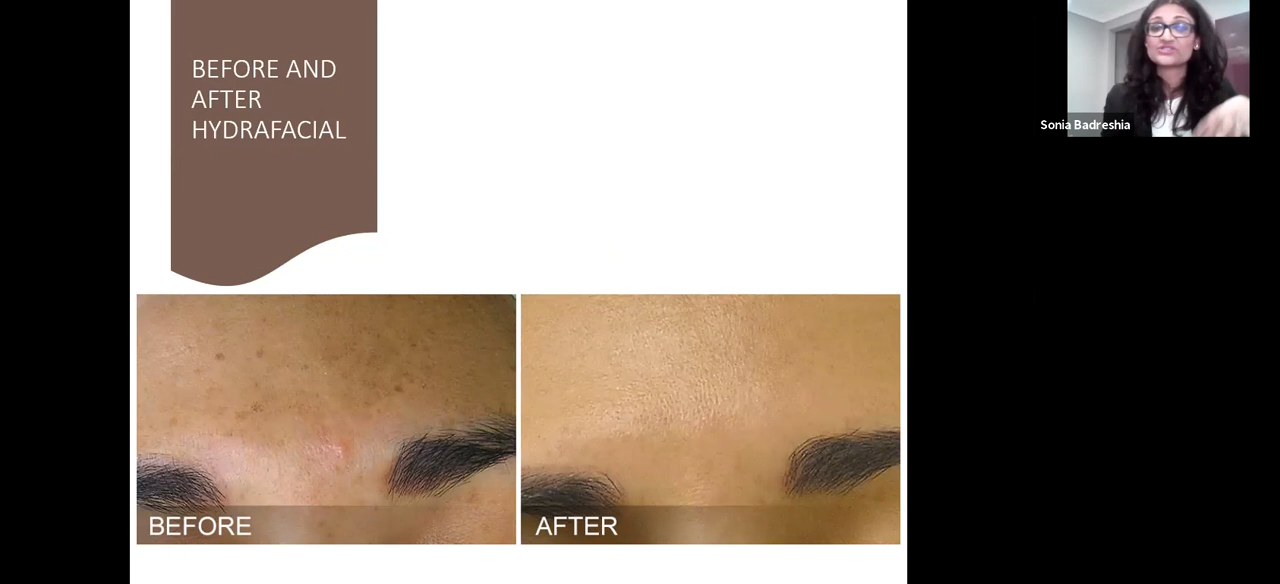 BEFORE AND
AFTER
HYDRAFACIAL
Sonia Badreshia
BEFORE
AFTER